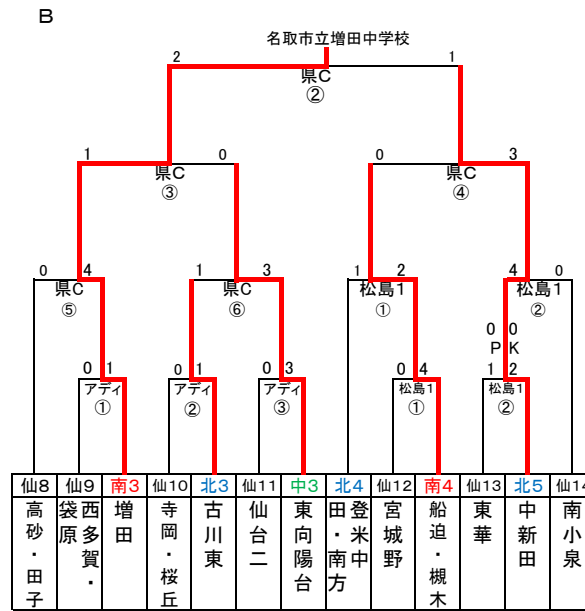 B
名取市立増田中学校
2 1
県C
②
1 0 0 3
県C 県C
③ ④
0 4 1 3 1 2 4 0
県C 県C 松島1 松島1
⑤ ⑥ ① ②
0 0
P K
0 1 0 1 0 3 0 4 1 2
アディ アディ アディ 松島1 松島1
① ② ③ ① ②
仙8 仙9 南3 仙10 北3 仙11 中3 北4 仙12 南4 仙13 北5 仙14
高砂・田子
西多賀・
袋原
増田
寺岡・桜丘
古川東
仙台二
東向陽台
登米中
田・南方
宮城野
船迫・槻木
東華
中新田
南小泉